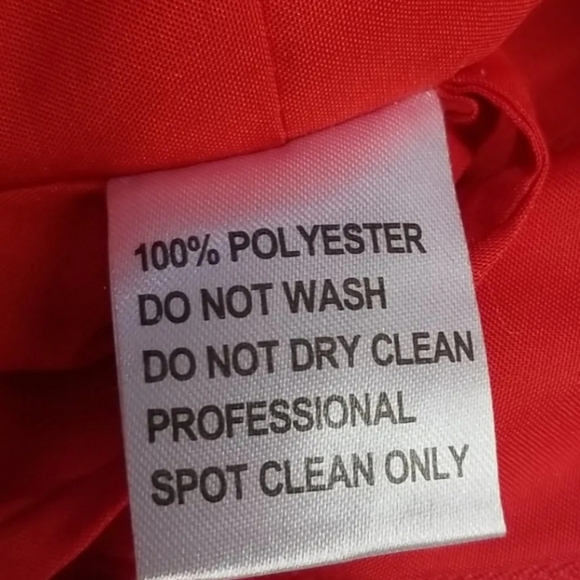 100% POLYESTER
DO NOT WASH
DO NOT DRY CLEAN
PROFESSIONAL
SPOT CLEAN ONLY